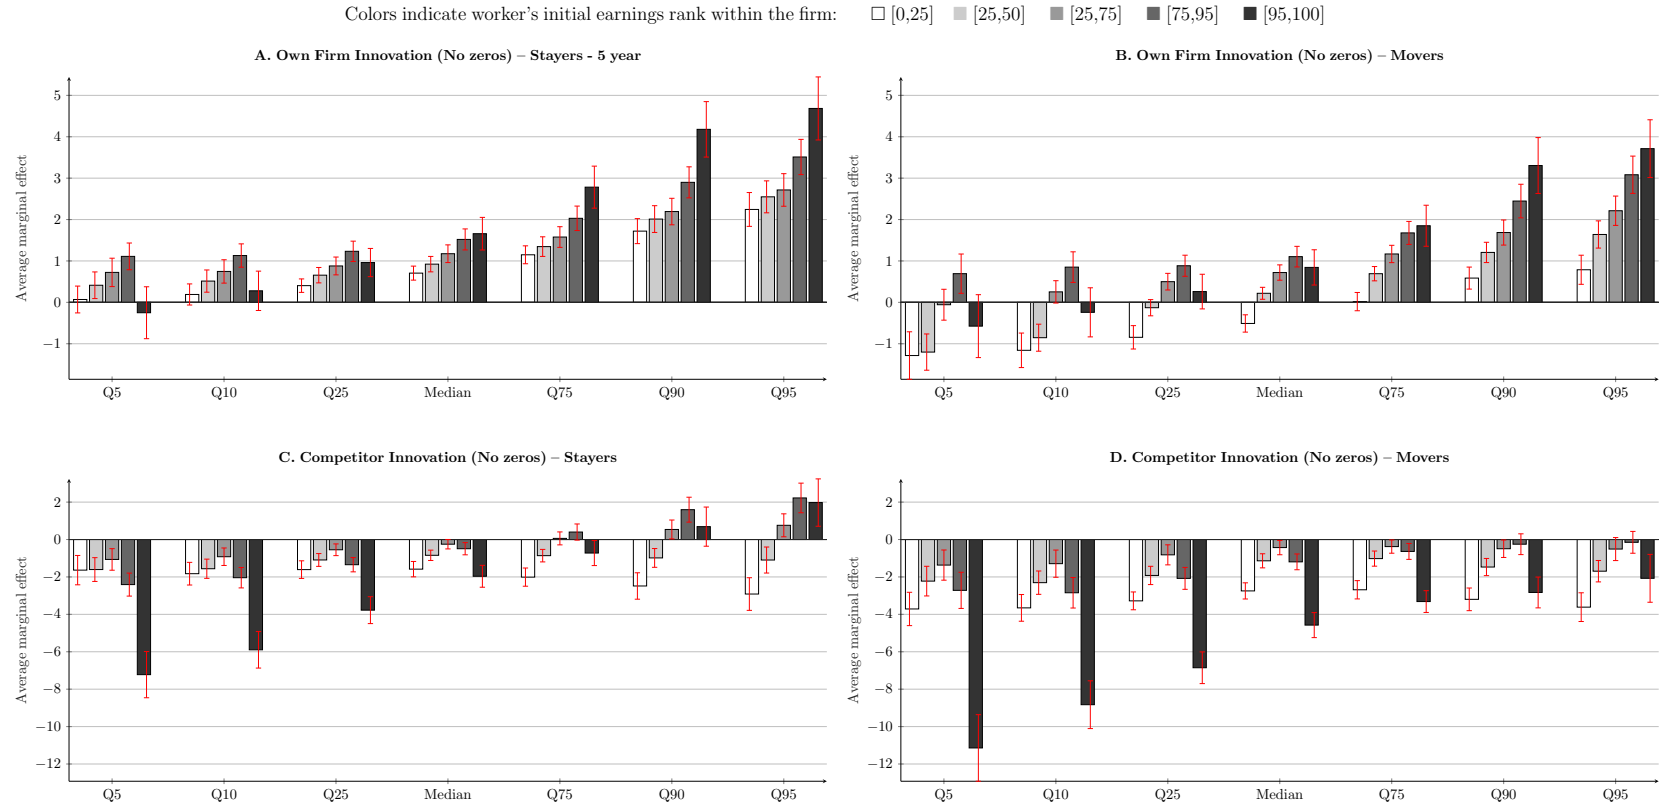 Colors indicate worker's initial earnings rank within the firm: [0,25] [25,50] [25,75] [75,95] [95,100]
A. Own Firm Innovation (No zeros) – Stayers - 5 year
Average marginal effect
5
4
3
2
1
0
−1
Q5 Q10 Q25 Median Q75 Q90 Q95
B. Own Firm Innovation (No zeros) – Movers
Average marginal effect
5
4
3
2
1
0
−1
Q5 Q10 Q25 Median Q75 Q90 Q95
C. Competitor Innovation (No zeros) – Stayers
Average marginal effect
2
0
−2
−4
−6
−8
−10
−12
Q5 Q10 Q25 Median Q75 Q90 Q95
D. Competitor Innovation (No zeros) – Movers
Average marginal effect
2
0
−2
−4
−6
−8
−10
−12
Q5 Q10 Q25 Median Q75 Q90 Q95